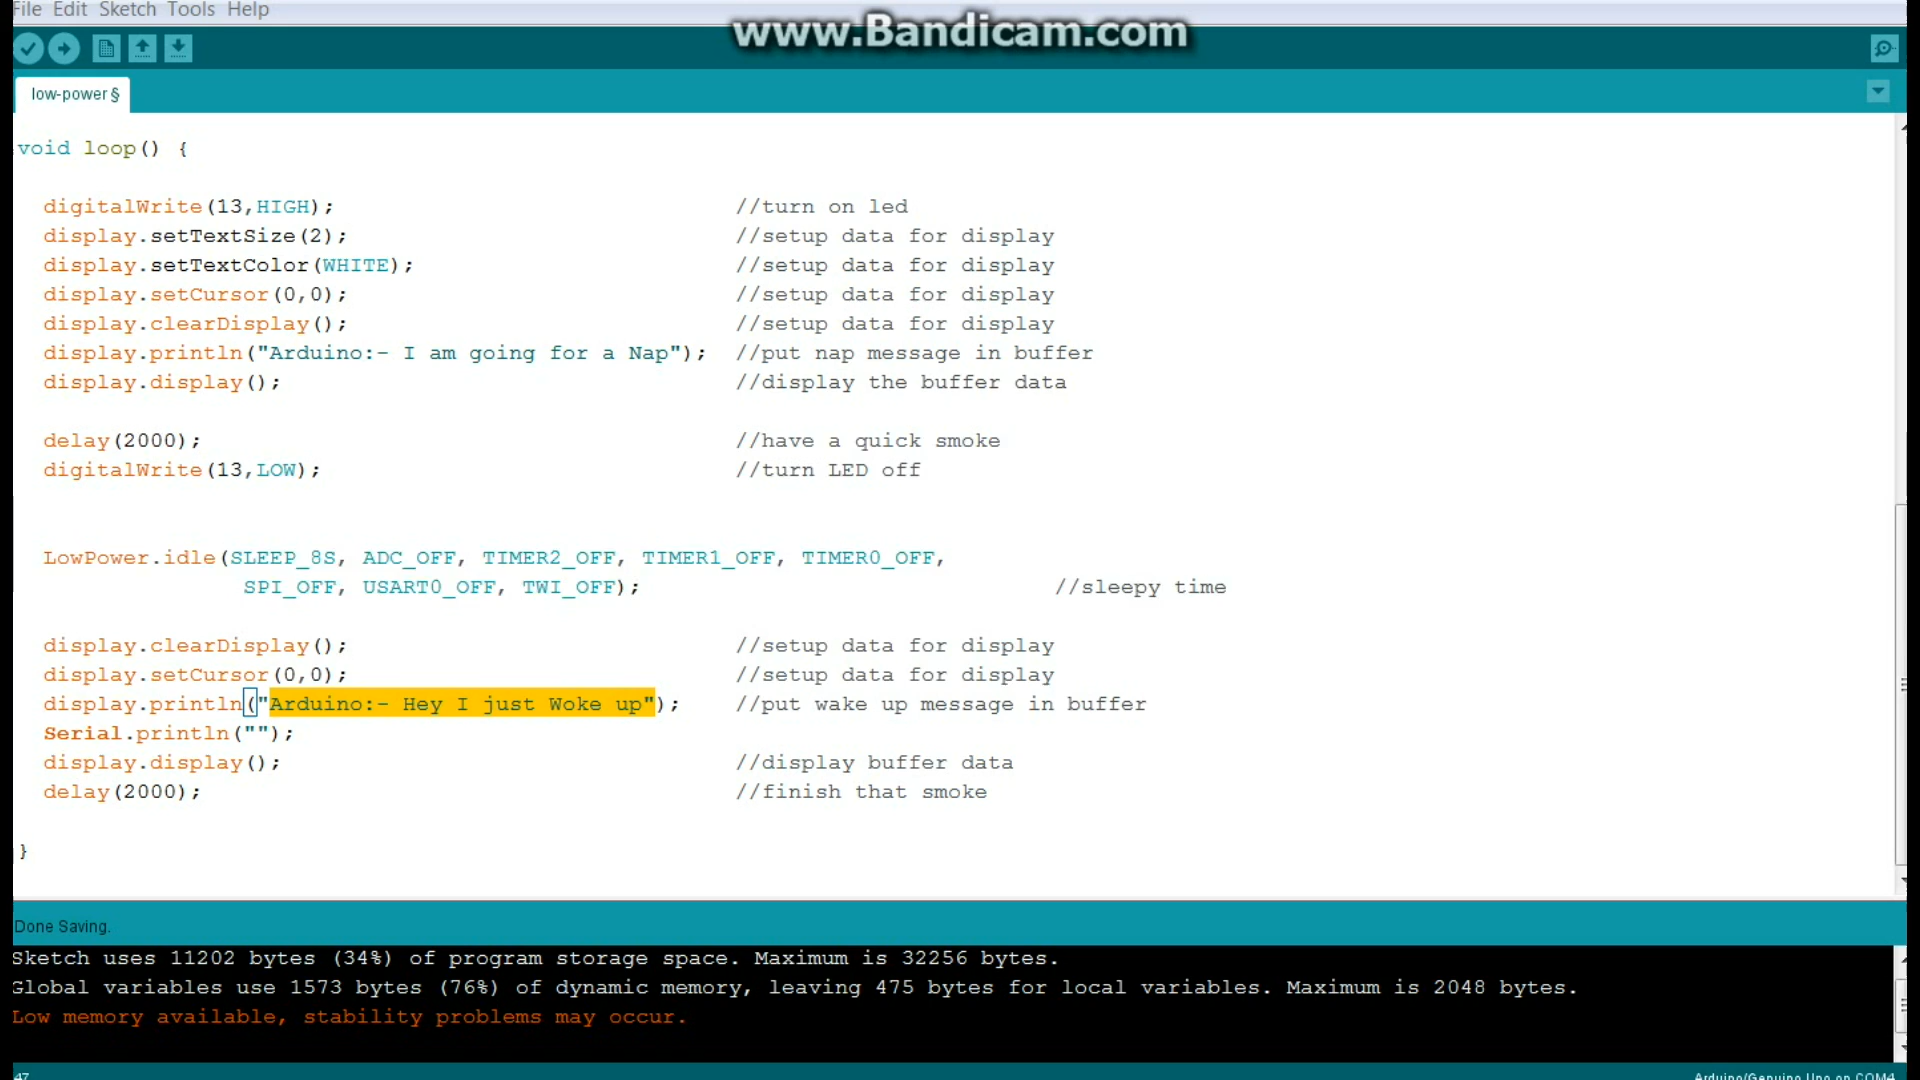 File Edit Sketch Tools Help
www.Bandicam.com
low-power §
void loop() {
digitalWrite(13,HIGH); //turn on led
display.setTextSize(2); //setup data for display
display.setTextColor(WHITE); //setup data for display
display.setCursor(0,0); //setup data for display
display.clearDisplay(); //setup data for display
display.println("Arduino:- I am going for a Nap"); //put nap message in buffer
display.display(); //display the buffer data
delay(2000); //have a quick smoke
digitalWrite(13,LOW); //turn LED off
LowPower.idle(SLEEP_8S, ADC_OFF, TIMER2_OFF, TIMER1_OFF, TIMER0_OFF,
SPI_OFF, USART0_OFF, TWI_OFF); //sleepy time
display.clearDisplay(); //setup data for display
display.setCursor(0,0); //setup data for display
display.println("Arduino:- Hey I just Woke up"); //put wake up message in buffer
Serial.println("");
display.display(); //display buffer data
delay(2000); //finish that smoke
}
Done Saving.
Sketch uses 11202 bytes (34%) of program storage space. Maximum is 32256 bytes.
Global variables use 1573 bytes (76%) of dynamic memory, leaving 475 bytes for local variables. Maximum is 2048 bytes.
Low memory available, stability problems may occur.
47 Arduino/Genuino Uno on COM4